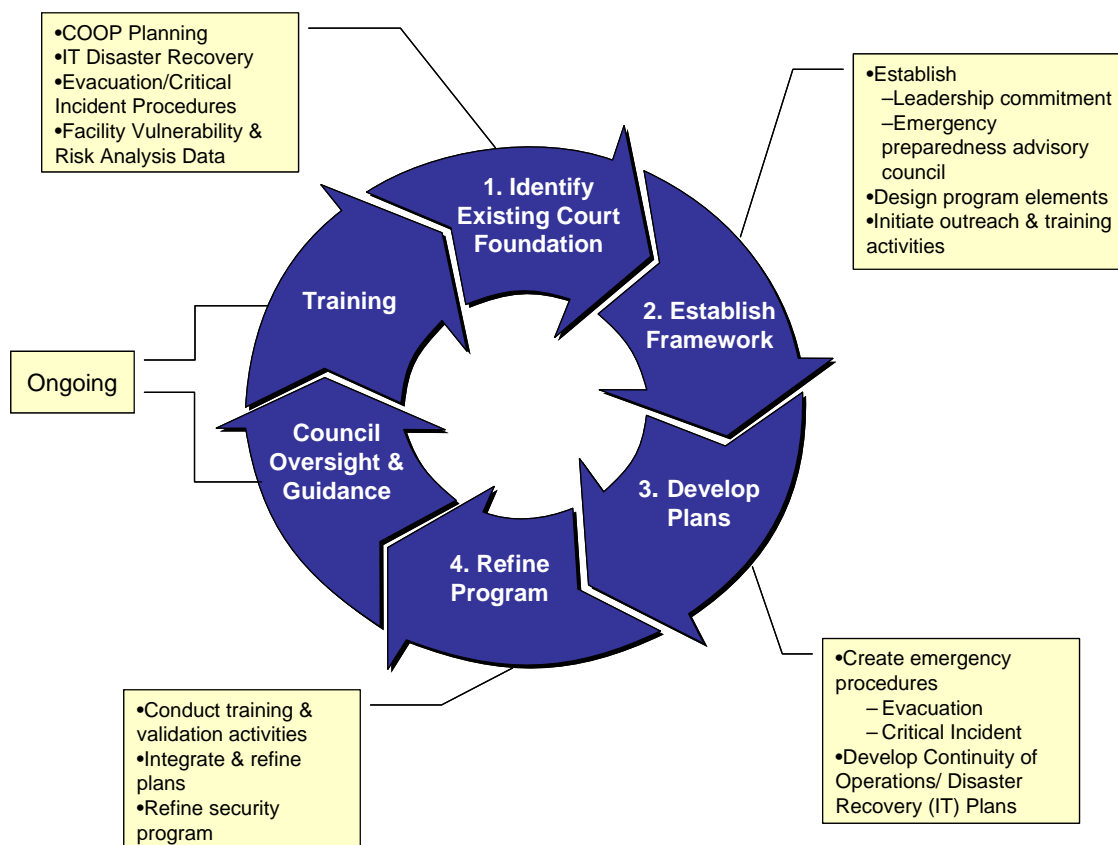 •COOP Planning
•IT Disaster Recovery
•Evacuation/Critical
Incident Procedures
•Facility Vulnerability &
Risk Analysis Data
•Establish
–Leadership commitment
–Emergency
preparedness advisory
council
•Design program elements
•Initiate outreach & training
activities
1. Identify
Existing Court
Foundation
Training
2. Establish
Framework
Ongoing
Council
Oversight &
Guidance
3. Develop
Plans
4. Refine
Program
•Create emergency
procedures
– Evacuation
– Critical Incident
•Develop Continuity of
Operations/ Disaster
Recovery (IT) Plans
•Conduct training &
validation activities
•Integrate & refine
plans
•Refine security
program